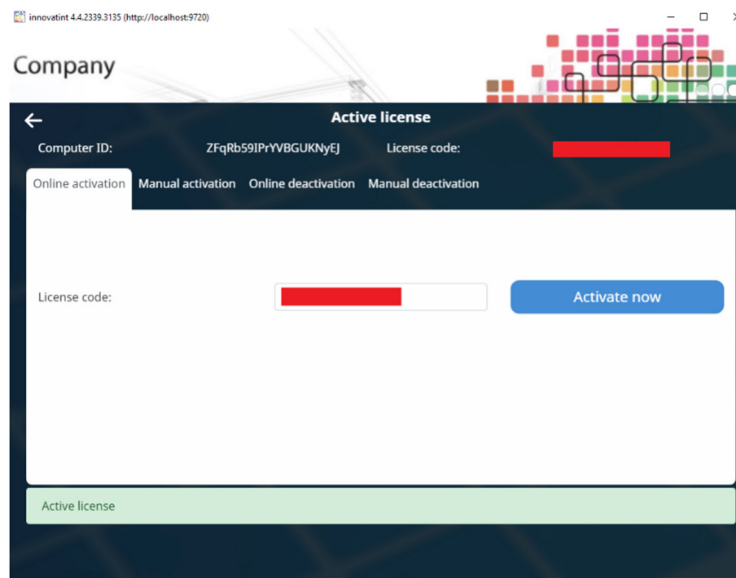 innovatint 4.4.2339.3135 (http://localhost:9720)
Company
Active license
Computer ID: ZFqRb59IPrYVBGUKNyEJ License code:
Online activation Manual activation Online deactivation Manual deactivation
License code: Activate now
Active license